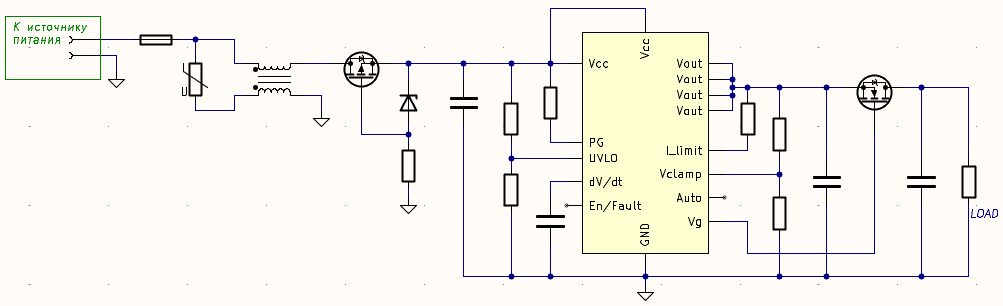 К источнику
питания
U
Vcc
Vcc
PG
UVLO
dV/dt
En/Fault
GND
Vout
Vout
Vout
Vout
I_limit
Vclamp
Auto
Vg
LOAD